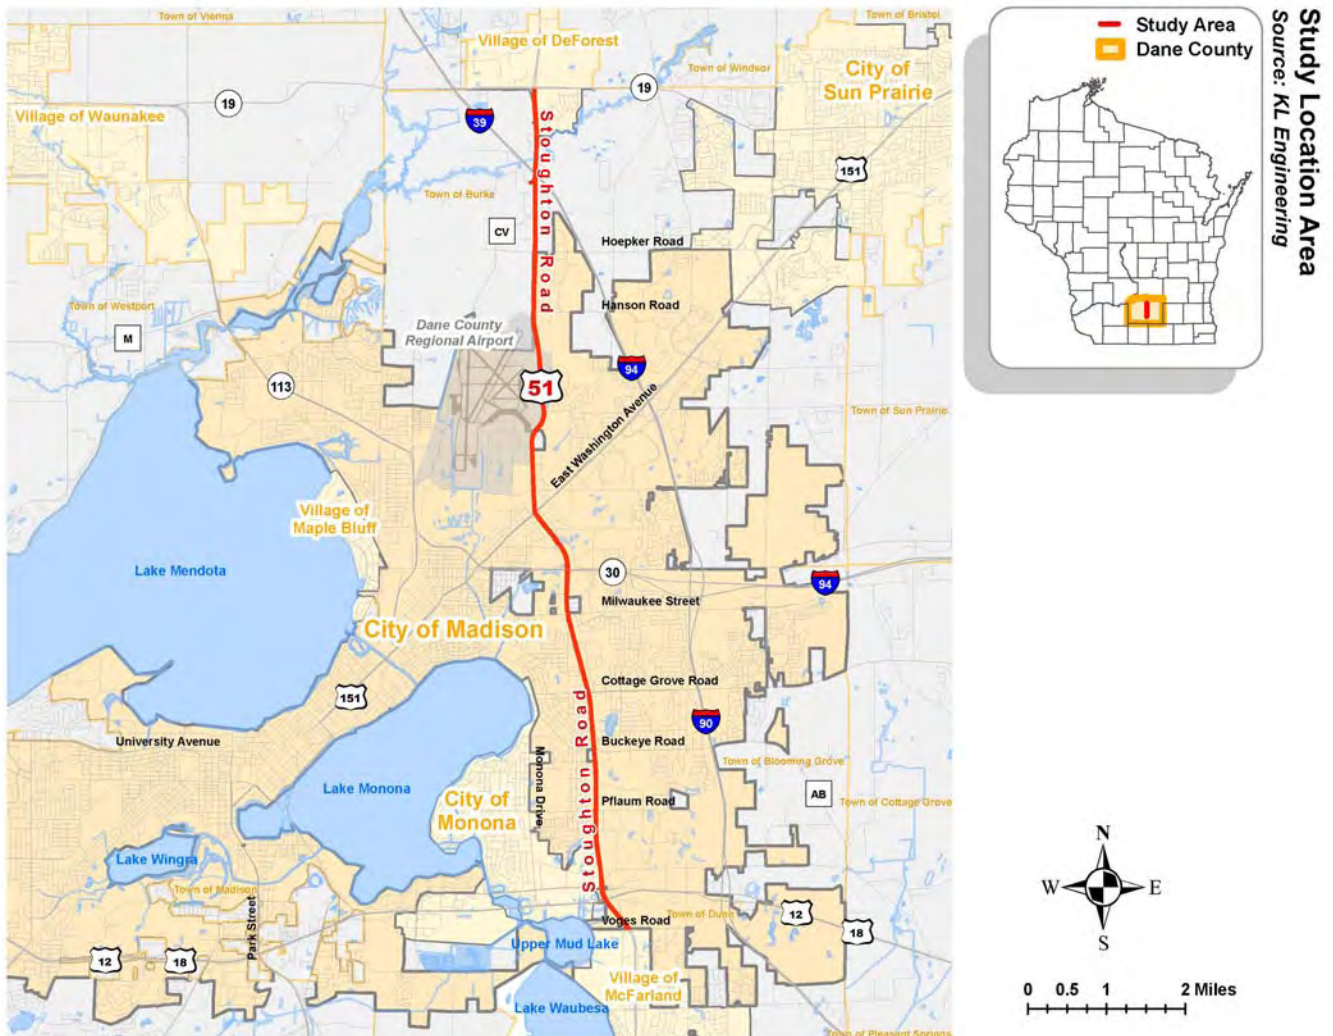 Town of Vienna
Town of Bristol
Village of DeForest
Town of Windsor
City of
Sun Prairie
19
19
39
Village of Waunakee
151
Town of Burke
CV
Stoughton Road
Hoepker Road
Hanson Road
Town of Westport
M
Dane County
Regional Airport
94
113
51
East Washington Avenue
Town of Sun Prairie
Village of
Maple Bluff
Lake Mendota
30
94
Milwaukee Street
City of Madison
Cottage Grove Road
151
90
University Avenue
Buckeye Road
Town of Blooming Grove
Monona Drive
Stoughton Road
Lake Monona
City of
Monona
Pflaum Road
AB
Town of Cottage Grove
Lake Wingra
Town of Madison
Park Street
Voges Road
Town of Dunn
12
18
Upper Mud Lake
12
18
Village of
McFarland
Lake Waubesa
Town of Pleasant Springs
Study Area
Dane County
Study Location Area
Source: KL Engineering
N
W
E
S
0 0.5 1 2 Miles